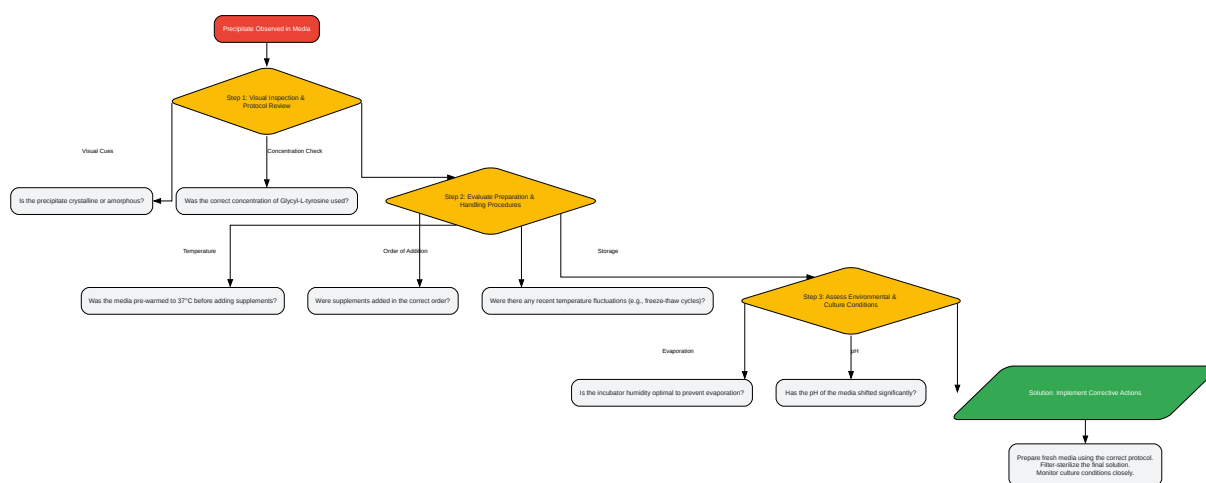 Precipitate Observed in Media
Step 1: Visual Inspection &
Protocol Review
Visual Cues
Concentration Check
Is the precipitate crystalline or amorphous?
Was the correct concentration of Glycyl-L-tyrosine used?
Step 2: Evaluate Preparation &
Handling Procedures
Temperature
Order of Addition
Storage
Was the media pre-warmed to 37°C before adding supplements?
Were supplements added in the correct order?
Were there any recent temperature fluctuations (e.g., freeze-thaw cycles)?
Step 3: Assess Environmental &
Culture Conditions
Evaporation
pH
Is the incubator humidity optimal to prevent evaporation?
Has the pH of the media shifted significantly?
Solution: Implement Corrective Actions
Prepare fresh media using the correct protocol.
Filter-sterilize the final solution.
Monitor culture conditions closely.